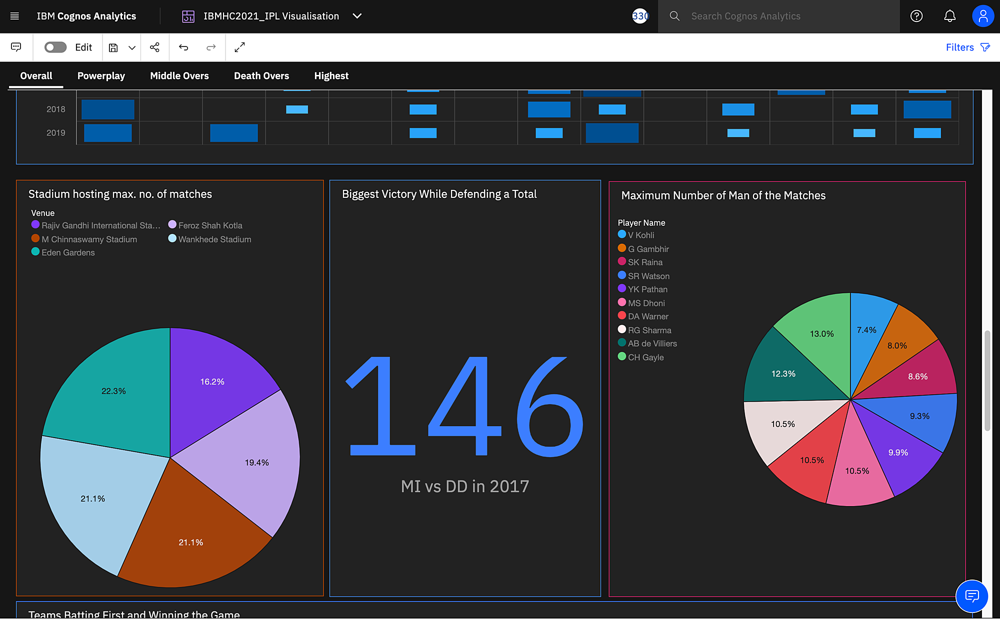 IBM Cognos Analytics
IBMHC2021_IPL Visualisation
330
Search Cognos Analytics
Edit
Filters
Overall
Powerplay
Middle Overs
Death Overs
Highest
2018
2019
Stadium hosting max. no. of matches
Venue
Rajiv Gandhi International Sta...
Feroz Shah Kotla
M Chinnaswamy Stadium
Wankhede Stadium
Eden Gardens
16.2%
22.3%
19.4%
21.1%
21.1%
Biggest Victory While Defending a Total
146
MI vs DD in 2017
Maximum Number of Man of the Matches
Player Name
V Kohli
G Gambhir
SK Raina
SR Watson
YK Pathan
MS Dhoni
DA Warner
RG Sharma
AB de Villiers
CH Gayle
13.0%
7.4%
8.0%
12.3%
8.6%
9.3%
10.5%
9.9%
10.5%
10.5%
Teams Batting First and Winning the Game